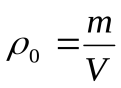 ρ₀ = m/V